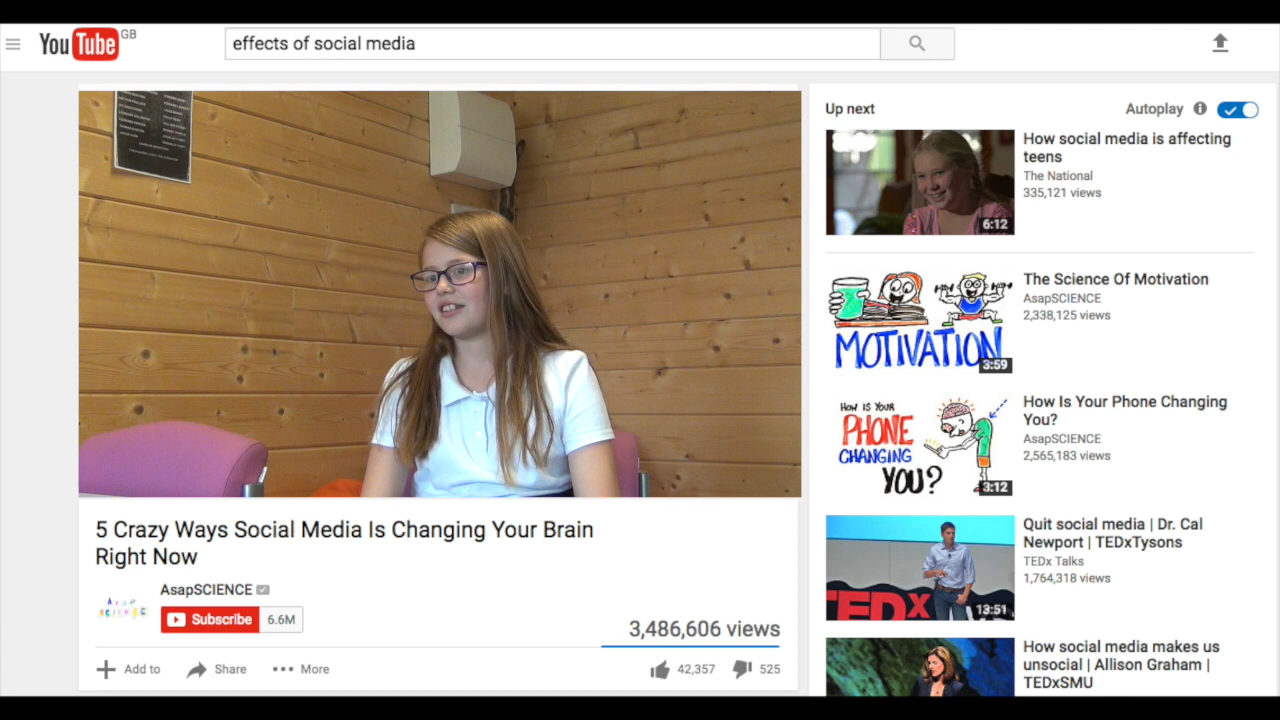 YouTube GB
effects of social media
5 Crazy Ways Social Media Is Changing Your Brain
Right Now
AsapSCIENCE
ASAP
SCIENCE
Subscribe 6.6M
3,486,606 views
Add to Share More
42,357 525
Up next
Autoplay
How social media is affecting
teens
The National
335,121 views
6:12
The Science Of Motivation
AsapSCIENCE
2,338,125 views
MOTIVATION
3:59
How Is Your Phone Changing
You?
AsapSCIENCE
2,565,183 views
HOW IS YOUR
PHONE
CHANGING
YOU?
3:12
Quit social media | Dr. Cal
Newport | TEDxTysons
TEDx Talks
1,764,318 views
TEDx
13:51
How social media makes us
unsocial | Allison Graham |
TEDxSMU